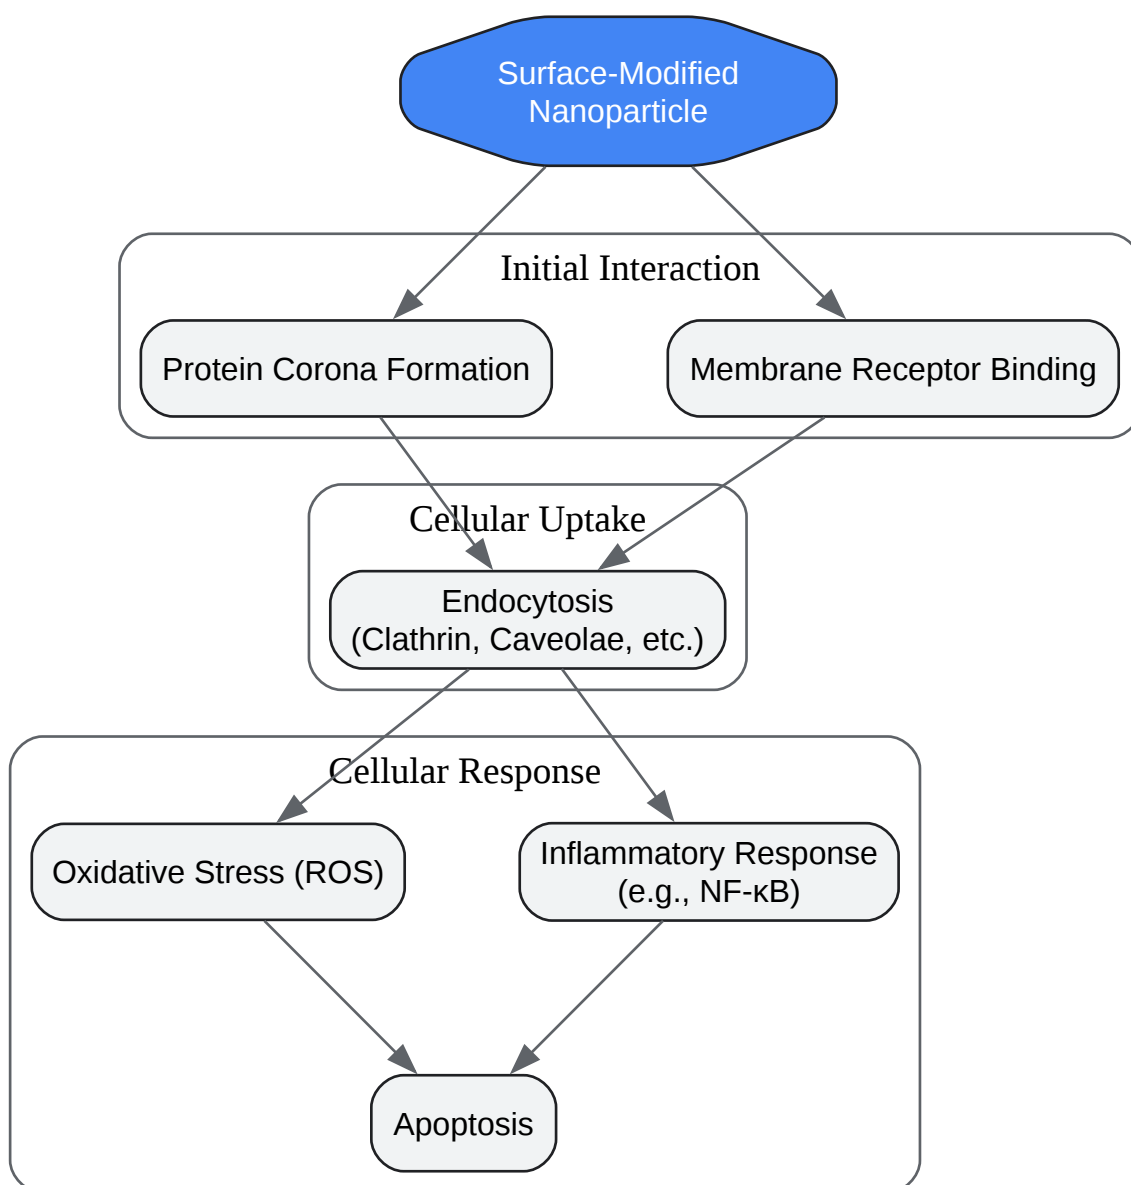 Surface-Modified
Nanoparticle
Initial Interaction
Protein Corona Formation
Membrane Receptor Binding
Cellular Uptake
Endocytosis
(Clathrin, Caveolae, etc.)
Cellular Response
Oxidative Stress (ROS)
Inflammatory Response
(e.g., NF-κB)
Apoptosis